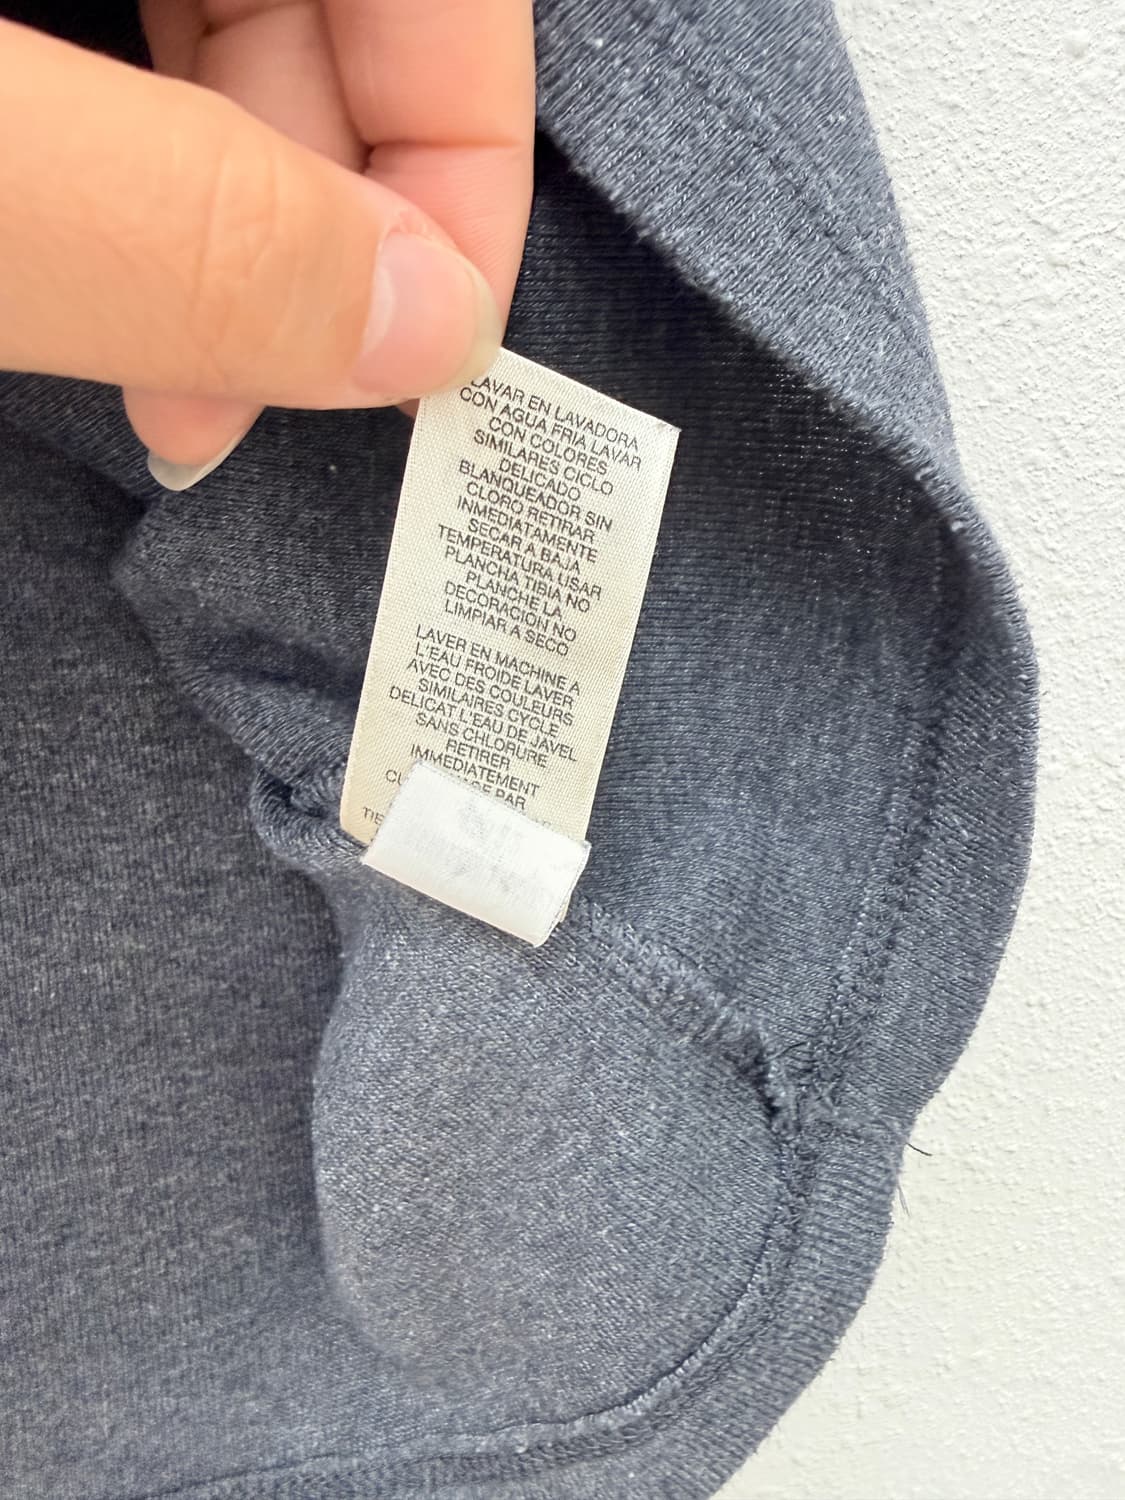 LAVAR EN LAVADORA
CON AGUA FRIA LAVAR
CON COLORES
SIMILARES CICLO
DELICADO
BLANQUEADOR SIN
CLORO RETIRAR
INMEDIATAMENTE
SECAR A BAJA
TEMPERATURA USAR
PLANCHA TIBIA NO
PLANCHE LA
DECORACION NO
LIMPIAR A SECO
LAVER EN MACHINE A
L'EAU FROIDE LAVER
AVEC DES COULEURS
SIMILAIRES CYCLE
DELICAT L'EAU DE JAVEL
SANS CHLORURE
RETIRER
IMMEDIATEMENT
PAR